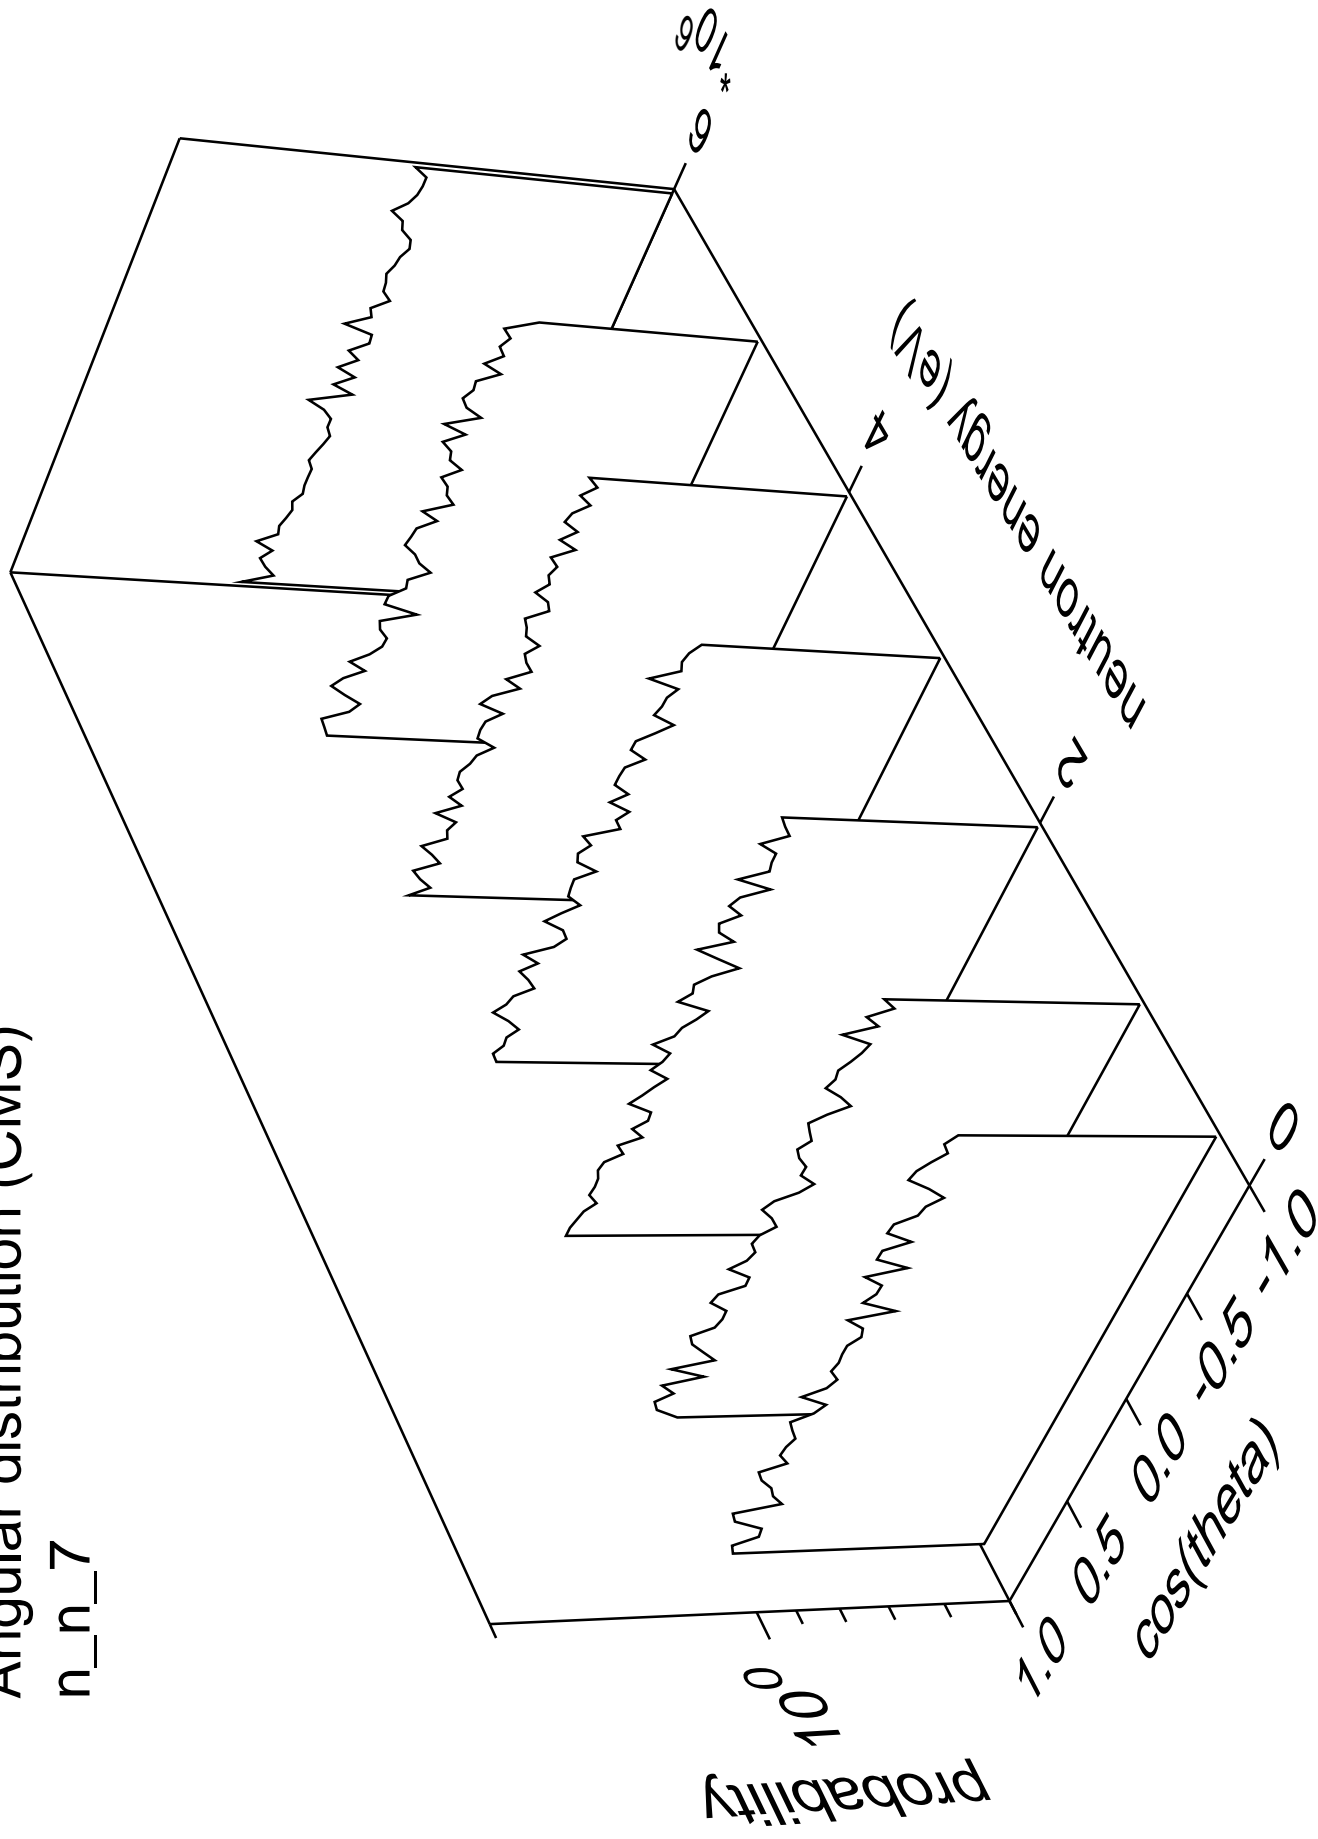 Angular distribution (CMS)
n_n_7
probability
10 0
1.0 0.5 0.0 -0.5 -1.0
cos(theta)
0 2 4 6
* 10 6
neutron energy (eV)